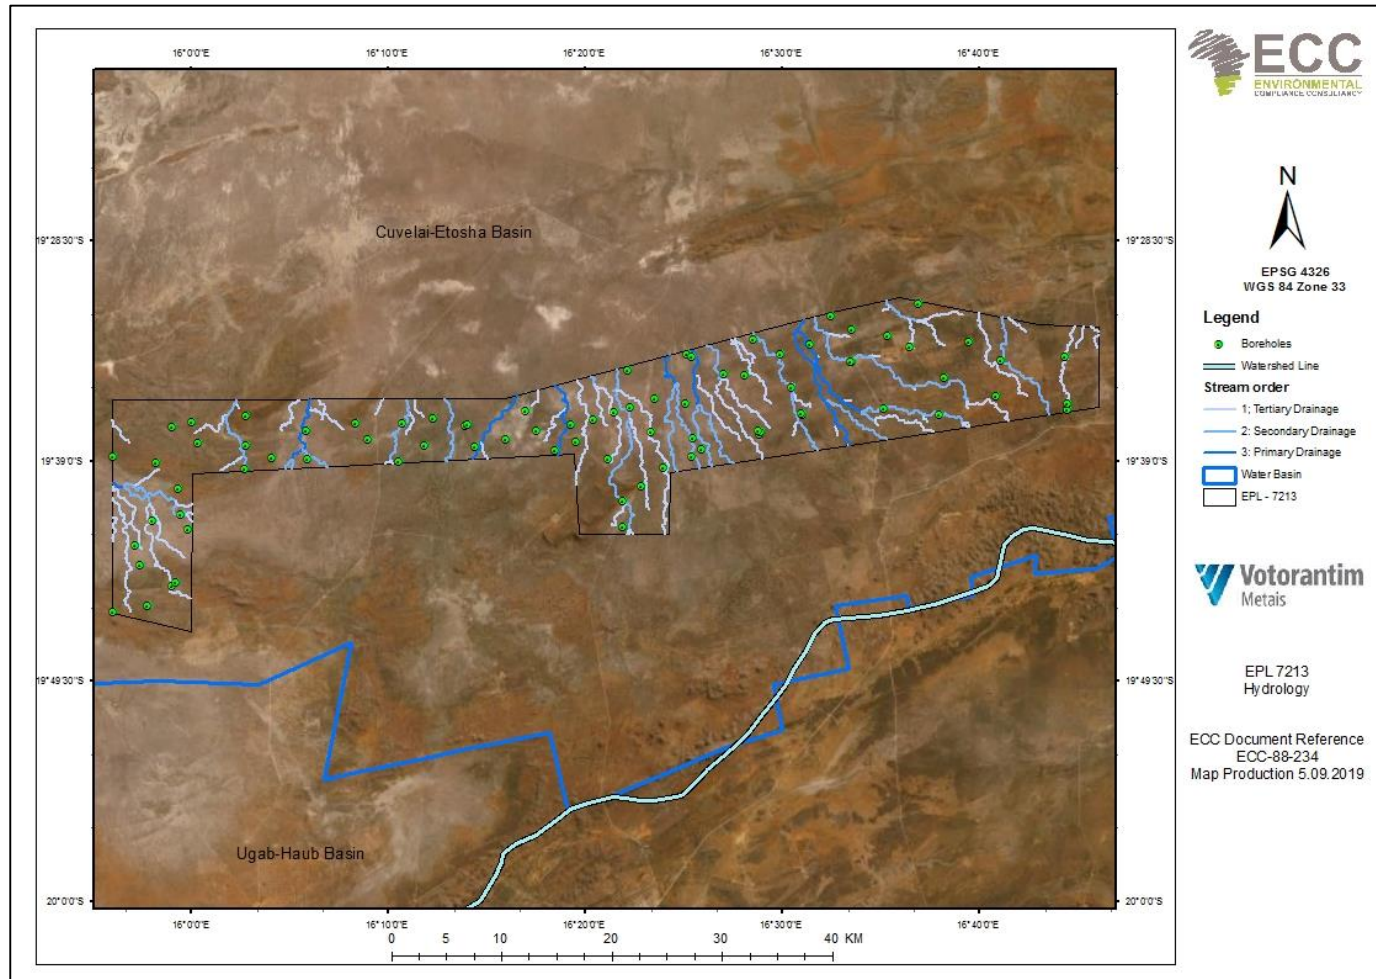 16°0'0"E
16°10'0"E
16°20'0"E
16°30'0"E
16°40'0"E
19°28'30"S
19°28'30"S
19°39'0"S
19°39'0"S
19°49'30"S
19°49'30"S
20°0'0"S
20°0'0"S
Cuvelai-Etosha Basin
Ugab-Haub Basin
16°0'0"E
16°10'0"E
16°20'0"E
16°30'0"E
16°40'0"E
0 5 10 20 30 40 KM
ECC
ENVIRONMENTAL
COMPLIANCE CONSULTANCY
N
EPSG 4326
WGS 84 Zone 33
Legend
Boreholes
Watershed Line
Stream order
1; Tertiary Drainage
2: Secondary Drainage
3: Primary Drainage
Water Basin
EPL - 7213
Votorantim
Metais
EPL 7213
Hydrology
ECC Document Reference
ECC-88-234
Map Production 5.09.2019